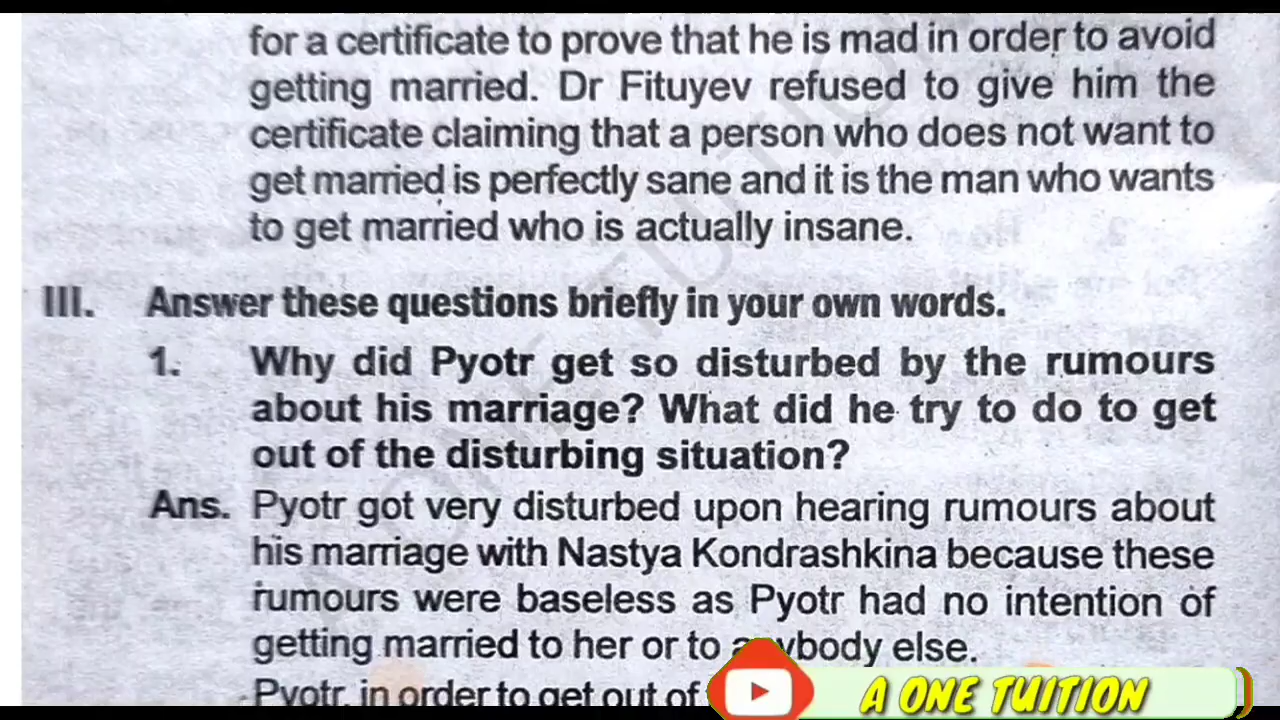 for a certificate to prove that he is mad in order to avoid
getting married. Dr Fituyev refused to give him the
certificate claiming that a person who does not want to
get married is perfectly sane and it is the man who wants
to get married who is actually insane.
III. Answer these questions briefly in your own words.
1. Why did Pyotr get so disturbed by the rumours
about his marriage? What did he try to do to get
out of the disturbing situation?
Ans. Pyotr got very disturbed upon hearing rumours about
his marriage with Nastya Kondrashkina because these
rumours were baseless as Pyotr had no intention of
getting married to her or to anybody else.
Pyotr, in order to get out of
A ONE TUITION